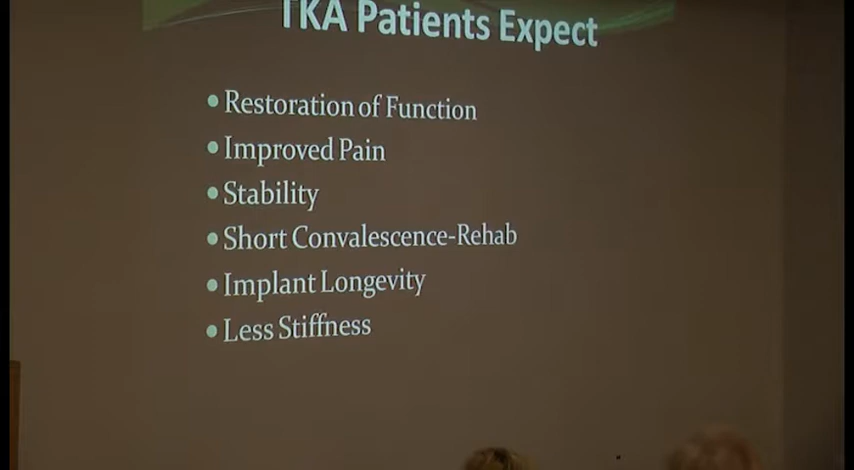 TKA Patients Expect
• Restoration of Function
• Improved Pain
• Stability
• Short Convalescence-Rehab
• Implant Longevity
• Less Stiffness